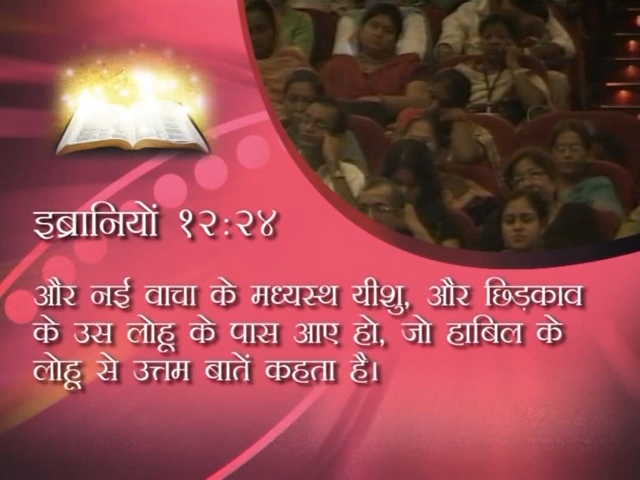 इब्रानियों १२:२४
और नई वाचा के मध्यस्थ यीशु, और छिड़काव
के उस लोहू के पास आए हो, जो हाबिल के
लोहू से उत्तम बातें कहता है।